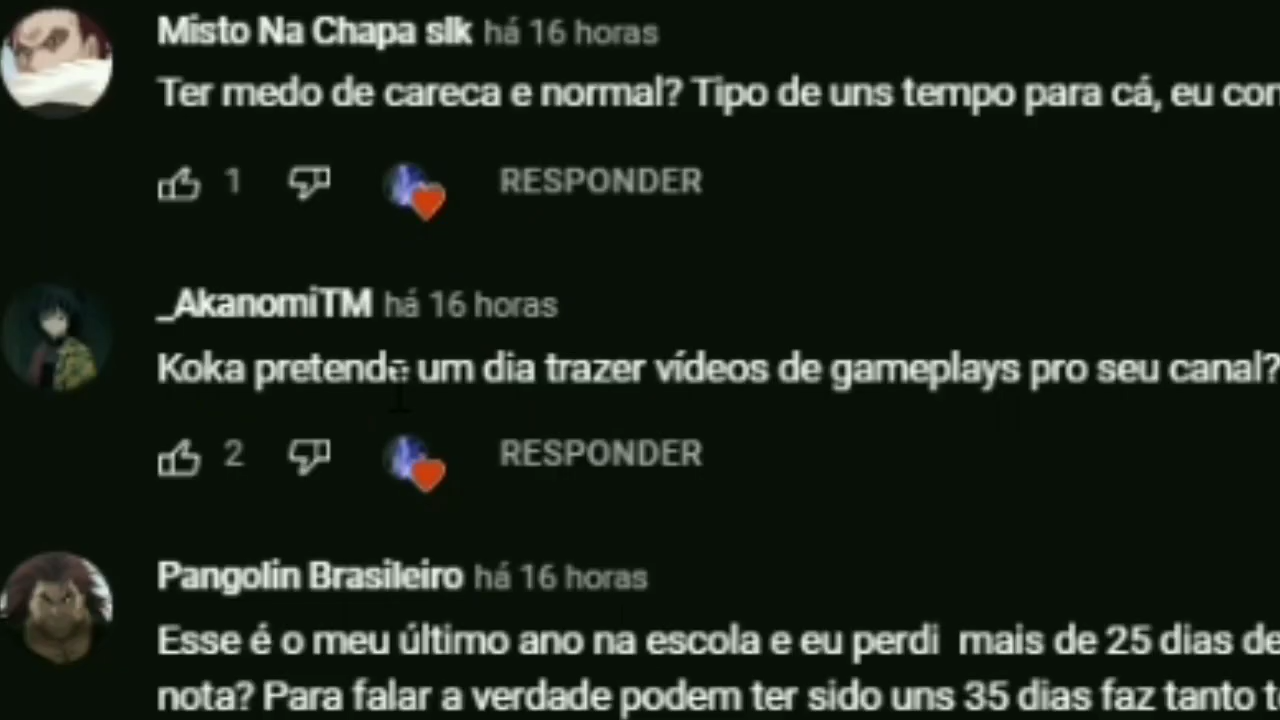 Misto Na Chapa slk há 16 horas
Ter medo de careca e normal? Tipo de uns tempo para cá, eu
1 RESPONDER
_AkanomiTM há 16 horas
Koka pretende um dia trazer vídeos de gameplays pro seu canal?
2 RESPONDER
Pangolin Brasileiro há 16 horas
Esse é o meu último ano na escola e eu perdi mais de 25 dias de
nota? Para falar a verdade podem ter sido uns 35 dias faz tanto